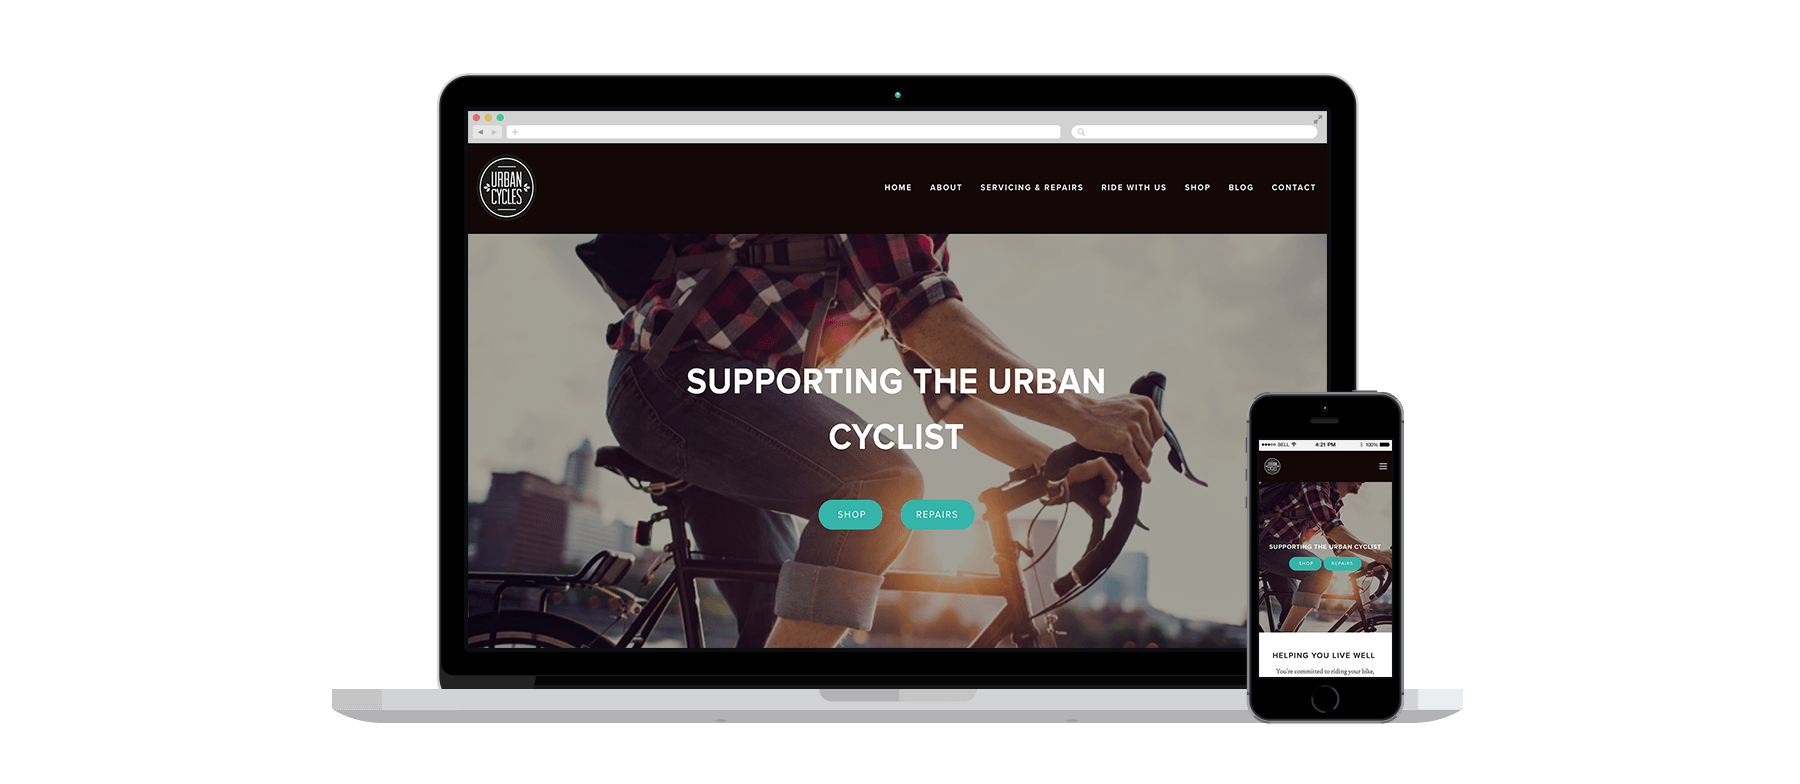 URBAN
CYCLES
HOME ABOUT SERVICING & REPAIRS RIDE WITH US SHOP BLOG CONTACT
SUPPORTING THE URBAN
CYCLIST
SHOP REPAIRS
BELL 4:21 PM 100%
URBAN
CYCLES
SUPPORTING THE URBAN CYCLIST
SHOP REPAIRS
HELPING YOU LIVE WELL
You're committed to riding your bike,